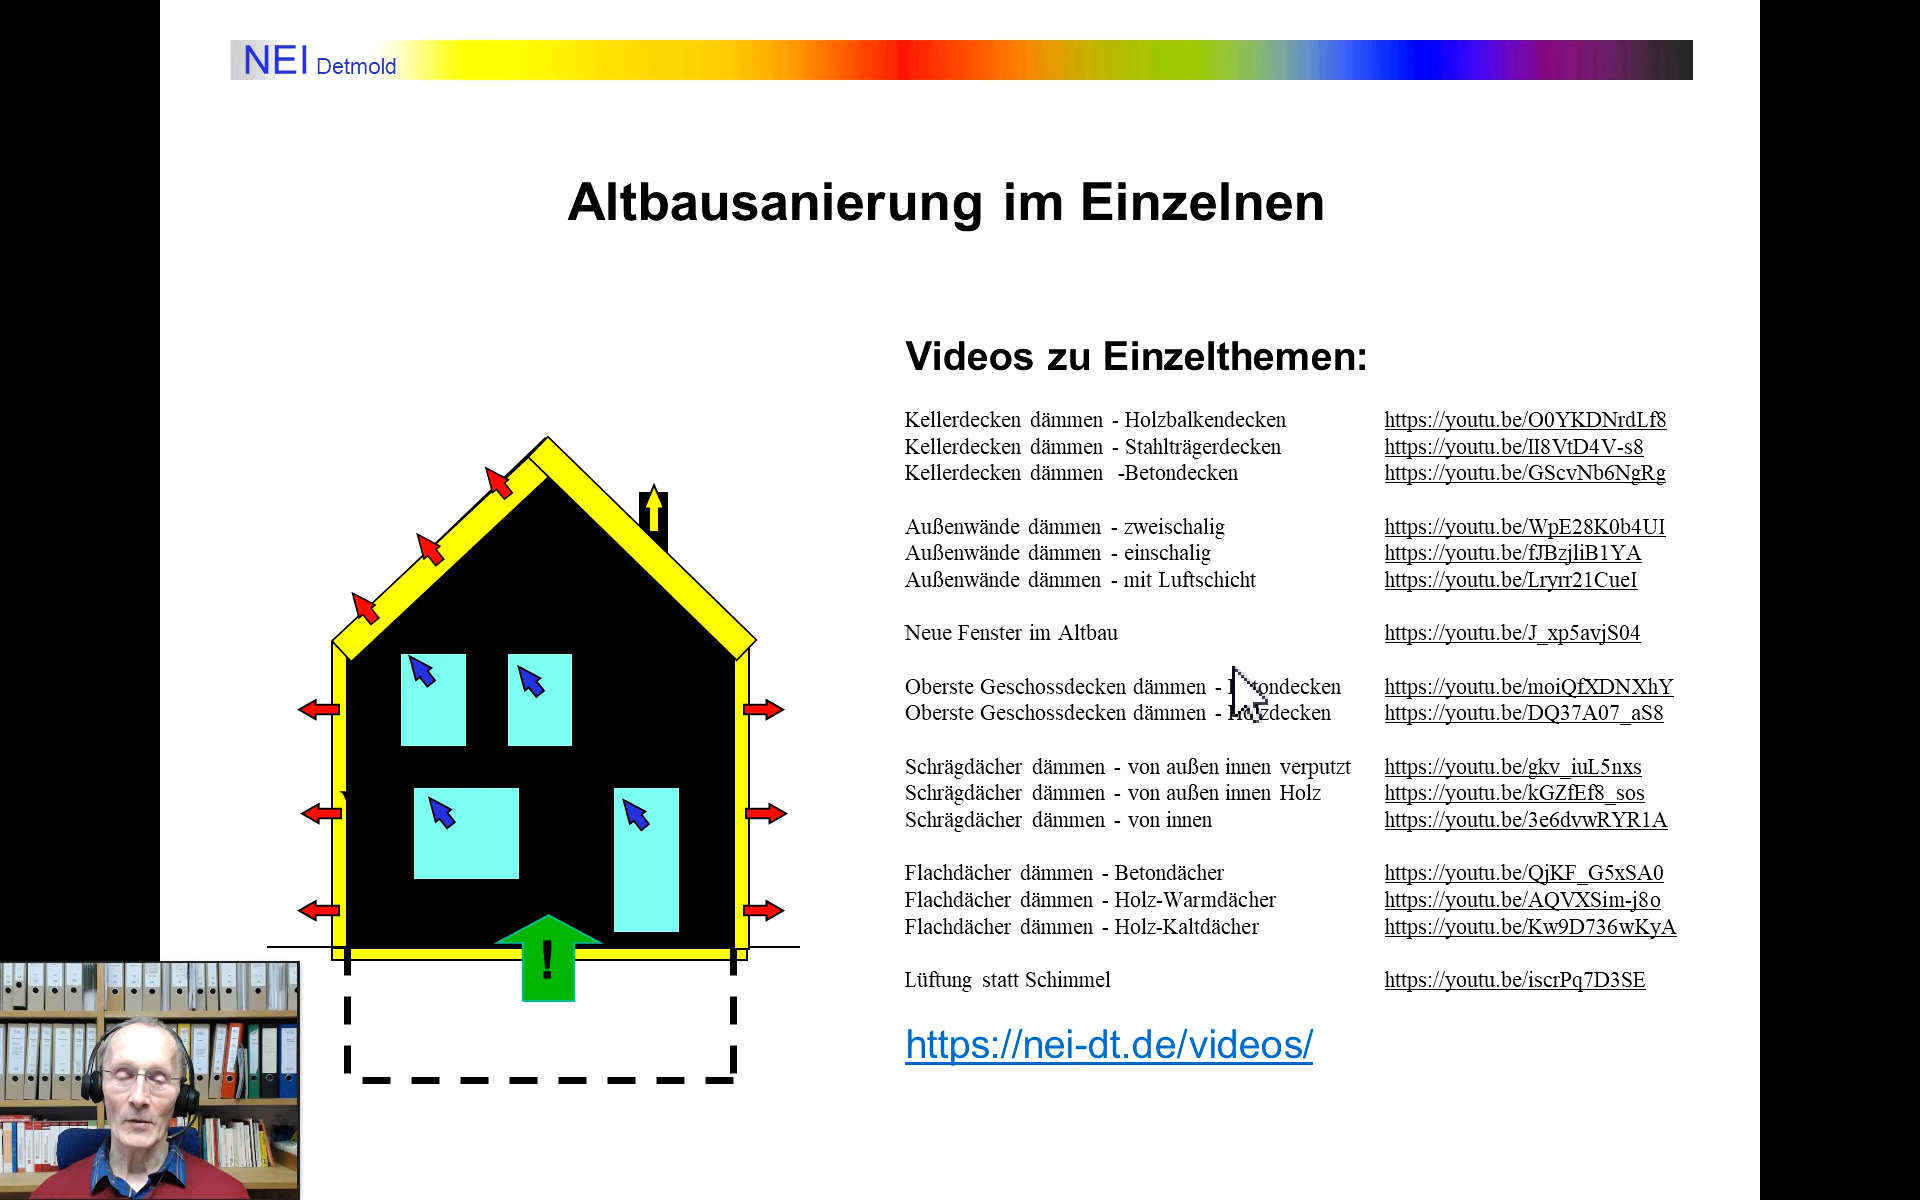 NEI Detmold
Altbausanierung im Einzelnen
Videos zu Einzelthemen:
Kellerdecken dämmen - Holzbalkendecken https://youtu.be/O0YKDNrdLf8
Kellerdecken dämmen - Stahlträgerdecken https://youtu.be/II8VtD4V-s8
Kellerdecken dämmen -Betondecken https://youtu.be/GScvNb6NgRg
Außenwände dämmen - zweischalig https://youtu.be/WpE28K0b4UI
Außenwände dämmen - einschalig https://youtu.be/fJBzjliB1YA
Außenwände dämmen - mit Luftschicht https://youtu.be/Lryrr21CueI
Neue Fenster im Altbau https://youtu.be/J_xp5avjS04
Oberste Geschossdecken dämmen - Betondecken https://youtu.be/moiQfXDNXhY
Oberste Geschossdecken dämmen - Holzdecken https://youtu.be/DQ37A07_aS8
Schrägdächer dämmen - von außen innen verputzt https://youtu.be/gkv_iuL5nxs
Schrägdächer dämmen - von außen innen Holz https://youtu.be/kGZfEf8_sos
Schrägdächer dämmen - von innen https://youtu.be/3e6dvwRYR1A
Flachdächer dämmen - Betondächer https://youtu.be/QjKF_G5xSA0
Flachdächer dämmen - Holz-Warmdächer https://youtu.be/AQVXSim-j8o
Flachdächer dämmen - Holz-Kaltdächer https://youtu.be/Kw9D736wKyA
!
Lüftung statt Schimmel https://youtu.be/iscrPq7D3SE
https://nei-dt.de/videos/